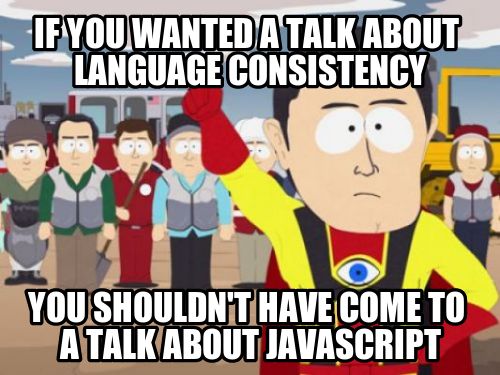 IF YOU WANTED A TALK ABOUT
LANGUAGE CONSISTENCY
YOU SHOULDN'T HAVE COME TO
A TALK ABOUT JAVASCRIPT